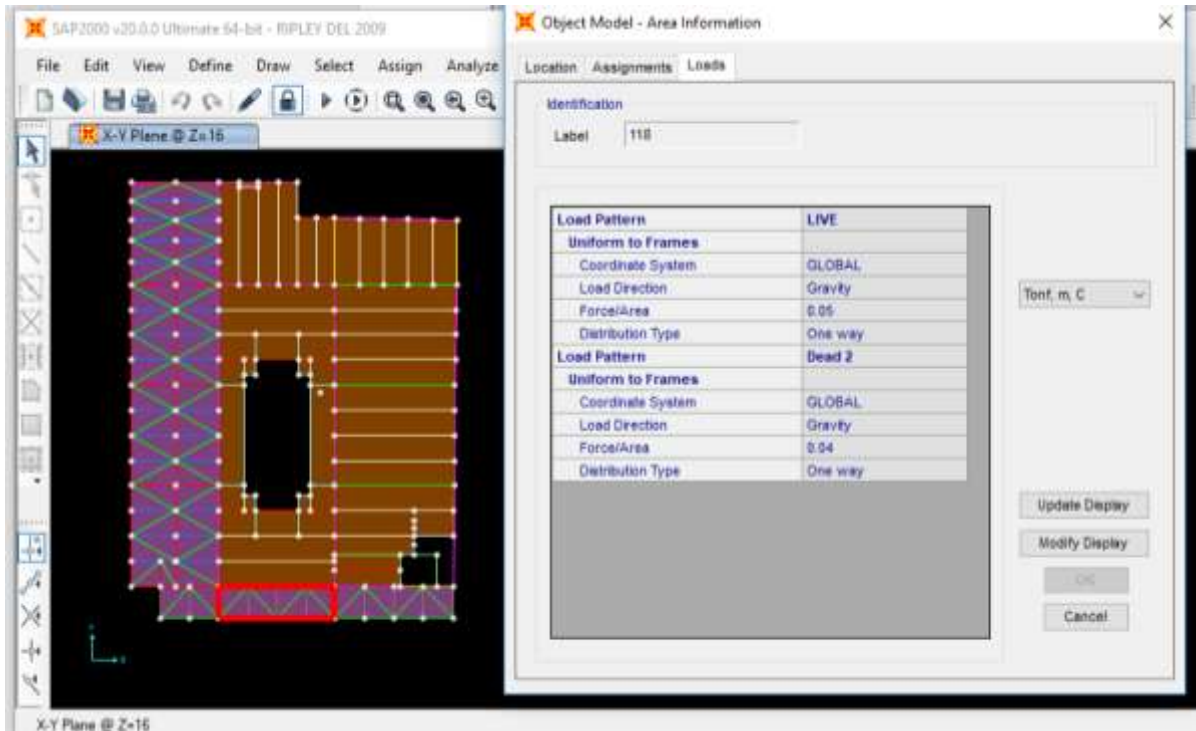 SAP2000 v20.0.0 Ultimate 64-bit - RIPLEY DEL 2009
File Edit View Define Draw Select Assign Analyze
X-Y Plane @ Z=16
X-Y Plane @ Z=16
Object Model - Area Information
Location Assignments Loads
Identification
Label 118
Load Pattern LIVE
Uniform to Frames
Coordinate System GLOBAL
Load Direction Gravity
Force/Area 0.05
Distribution Type One way
Load Pattern Dead 2
Uniform to Frames
Coordinate System GLOBAL
Load Direction Gravity
Force/Area 0.04
Distribution Type One way
Tonf, m, C
Update Display
Modify Display
OK
Cancel